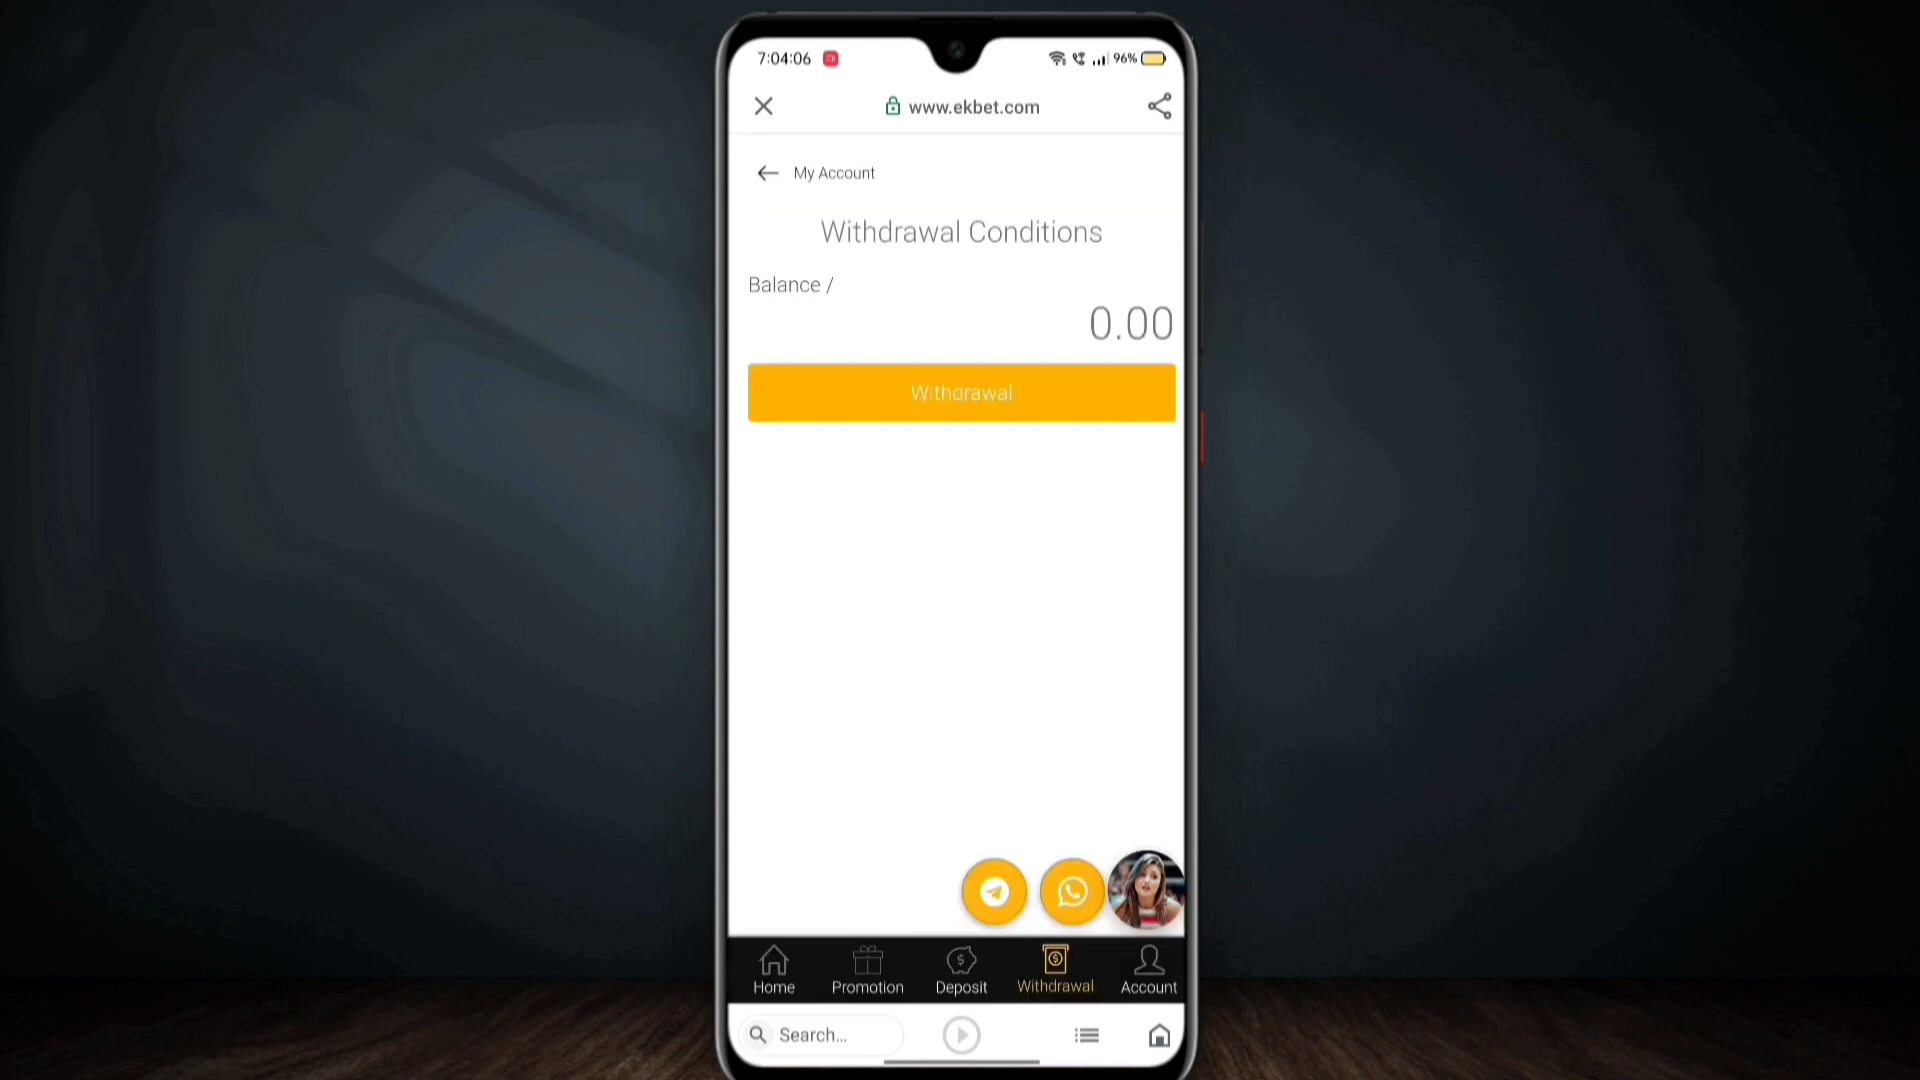 7:04:06
96%
www.ekbet.com
My Account
Withdrawal Conditions
Balance /
0.00
Withdrawal
Home
Promotion
Deposit
Withdrawal
Account
Search...